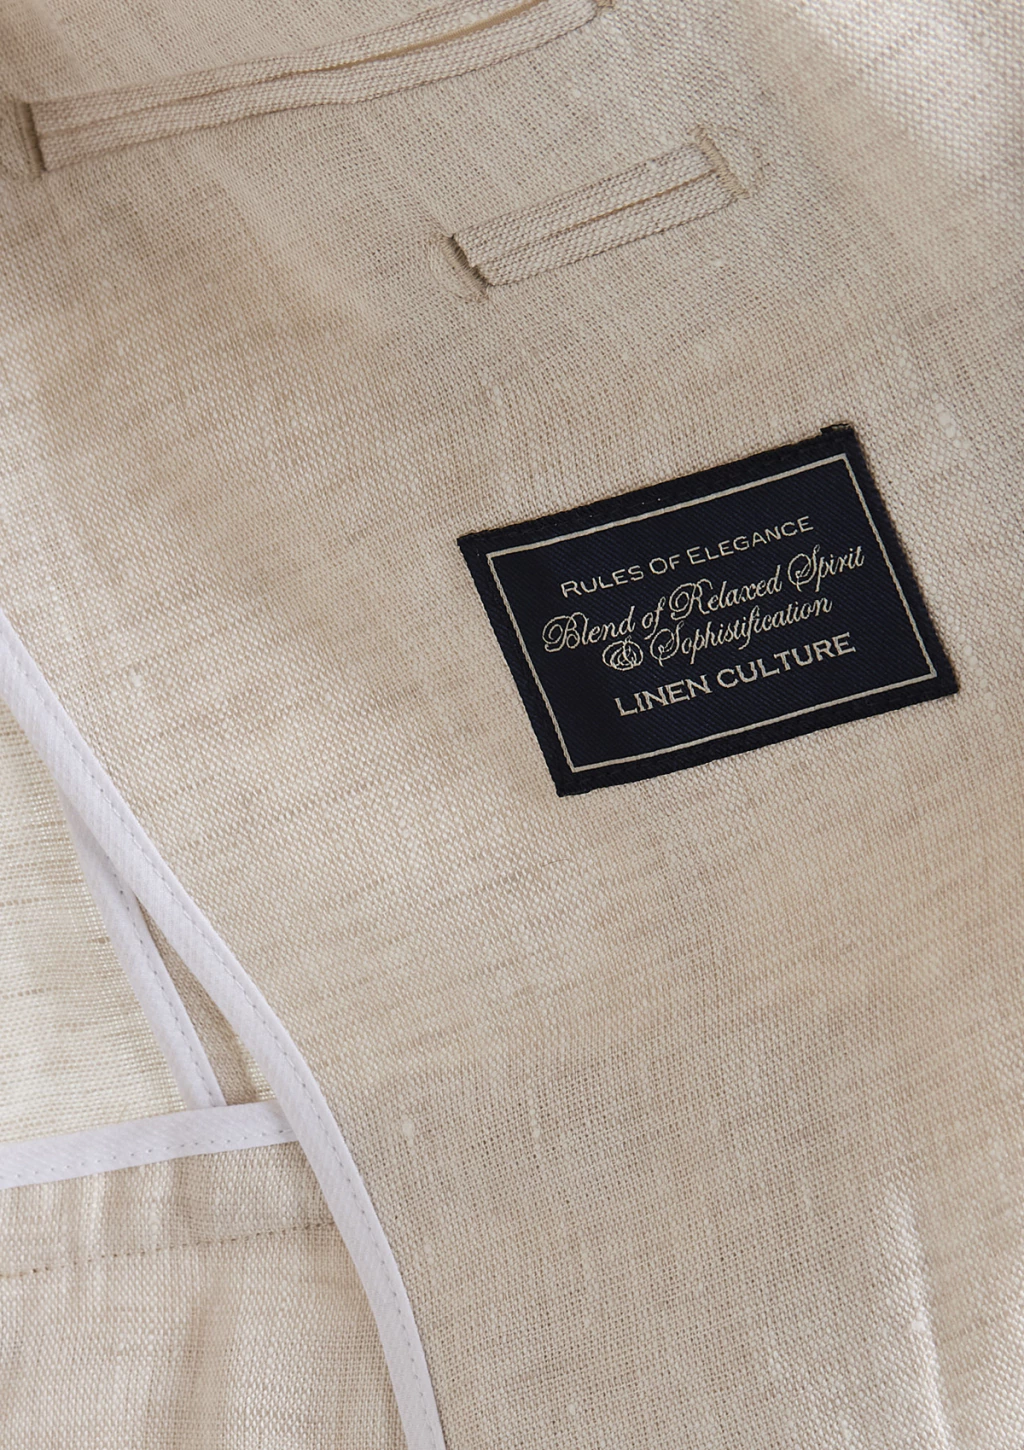 RULES OF ELEGANCE
Blend of Relaxed Spirit
& Sophistification
LINEN CULTURE